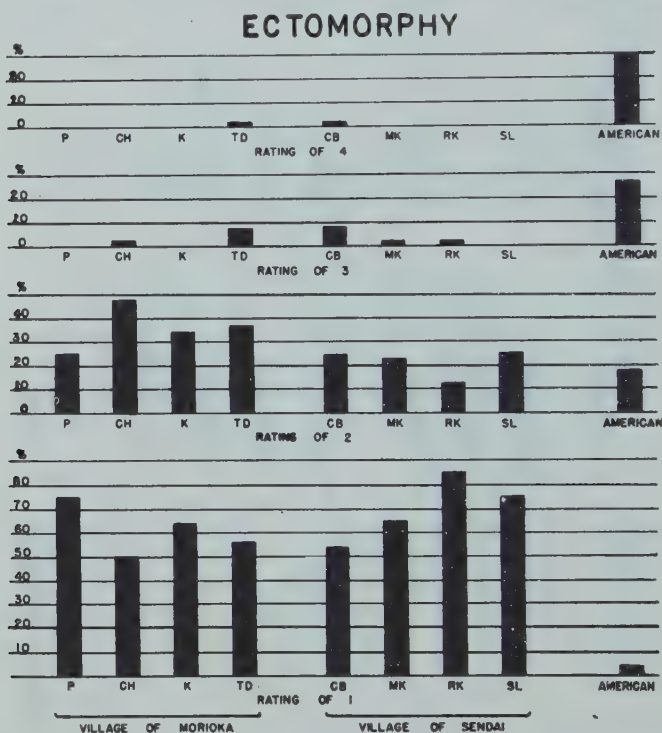 ECTOMORPHY
%
20
0
P CH K TD CB MK RK SL AMERICAN
RATING OF 4
%
20
10
0
P CH K TD CB MK RK SL AMERICAN
RATING OF 3
%
40
30
20
10
0
P CH K TD CB MK RK SL AMERICAN
RATING OF 2
%
80
70
60
50
40
30
20
10
P CH K TD CB MK RK SL AMERICAN
RATING OF 1
VILLAGE OF MORIOKA VILLAGE OF SENDAI